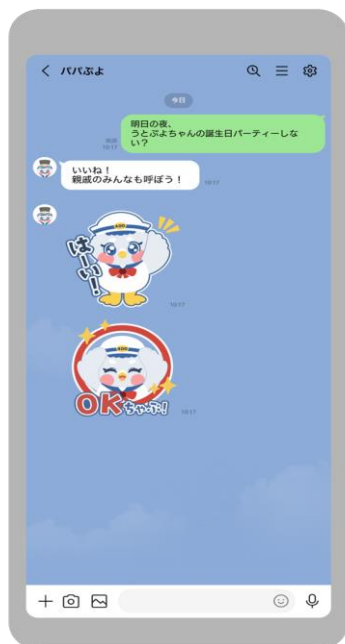 パパぷよ
今日
明日の夜、
うとぷよちゃんの誕生日パーティーしな
い？
既読
10:17
いいね！
親戚のみんなも呼ぼう！
10:17
はーい！
10:17
OKちゃぷ！
10:17